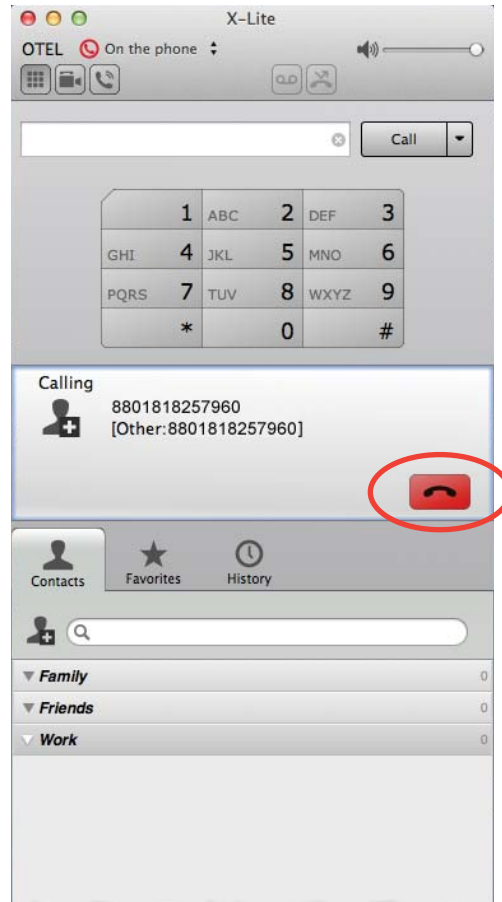 X-Lite
OTEL On the phone
Call
1 ABC 2 DEF 3
GHI 4 JKL 5 MNO 6
PQRS 7 TUV 8 WXYZ 9
* 0 #
Calling
8801818257960
[Other:8801818257960]
Contacts Favorites History
Family 0
Friends 0
Work 0